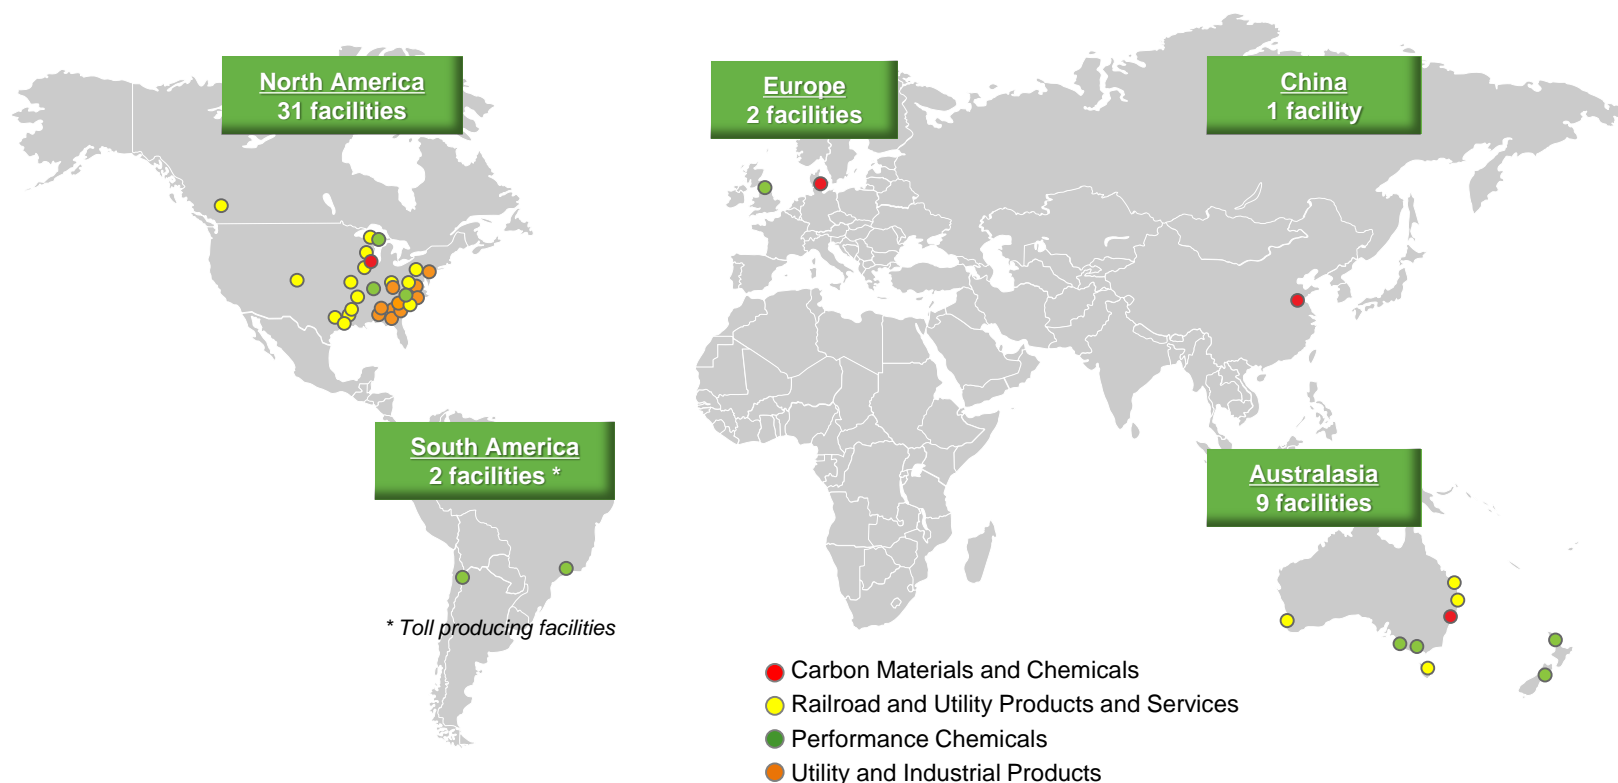 North America
31 facilities
Europe
2 facilities
China
1 facility
South America
2 facilities *
Australasia
9 facilities
* Toll producing facilities
Carbon Materials and Chemicals
Railroad and Utility Products and Services
Performance Chemicals
Utility and Industrial Products